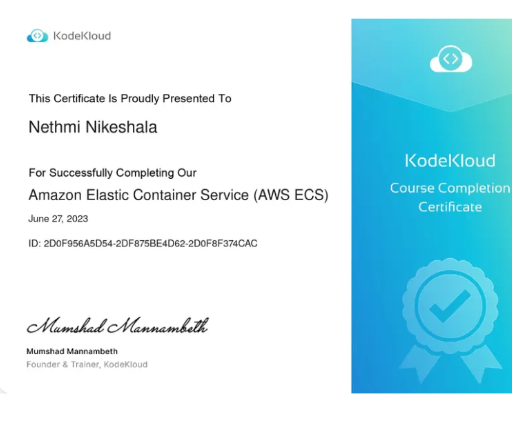 KodeKloud
This Certificate Is Proudly Presented To
Nethmi Nikeshala
For Successfully Completing Our
Amazon Elastic Container Service (AWS ECS)
June 27, 2023
ID: 2D0F956A5D54-2DF875BE4D62-2D0F8F374CAC
Mumshad Mannambeth
Mumshad Mannambeth
Founder & Trainer, KodeKloud
KodeKloud
Course Completion
Certificate